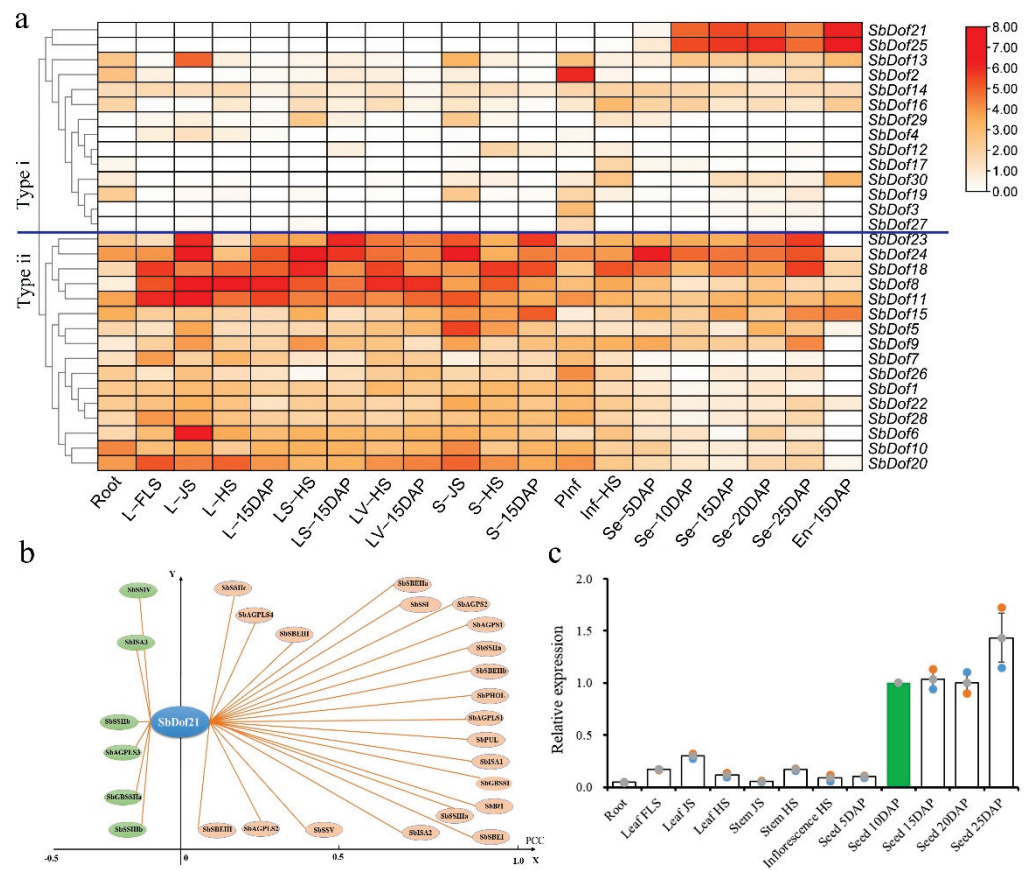 a
Type i
Type ii
SbDof21
SbDof25
SbDof13
SbDof2
SbDof14
SbDof16
SbDof29
SbDof4
SbDof12
SbDof17
SbDof30
SbDof19
SbDof3
SbDof27
SbDof23
SbDof24
SbDof18
SbDof8
SbDof11
SbDof15
SbDof5
SbDof9
SbDof7
SbDof26
SbDof1
SbDof22
SbDof28
SbDof6
SbDof10
SbDof20
8.00
7.00
6.00
5.00
4.00
3.00
2.00
1.00
0.00
Root
L-FLS
L-JS
L-HS
L-15DAP
LS-HS
LS-15DAP
LV-HS
LV-15DAP
S-JS
S-HS
S-15DAP
PInf
Inf-HS
Se-5DAP
Se-10DAP
Se-15DAP
Se-20DAP
Se-25DAP
En-15DAP
b
Y
SbSSIV
SbISA3
SbSSIIb
SbAGPLS3
SbGBSSIIa
SbSSIIIb
SbDof21
SbSSIIc
SbAGPLS4
SbSBEIII
SbSBEIIa
SbSSI
SbAGPS2
SbAGPS1
SbSSIIa
SbSBEIIb
SbPHOL
SbAGPLS1
SbPUL
SbISA1
SbGBSSI
SbBt1
SbSSIIIa
SbSBEI
SbISA2
SbSSV
SbAGPLS2
SbSBEIII
PCC
X
-0.5
0
0.5
1.0
c
Relative expression
2.0
1.5
1.0
0.5
0.0
Root
Leaf FLS
Leaf JS
Leaf HS
Stem JS
Stem HS
Inflorescence HS
Seed 5DAP
Seed 10DAP
Seed 15DAP
Seed 20DAP
Seed 25DAP